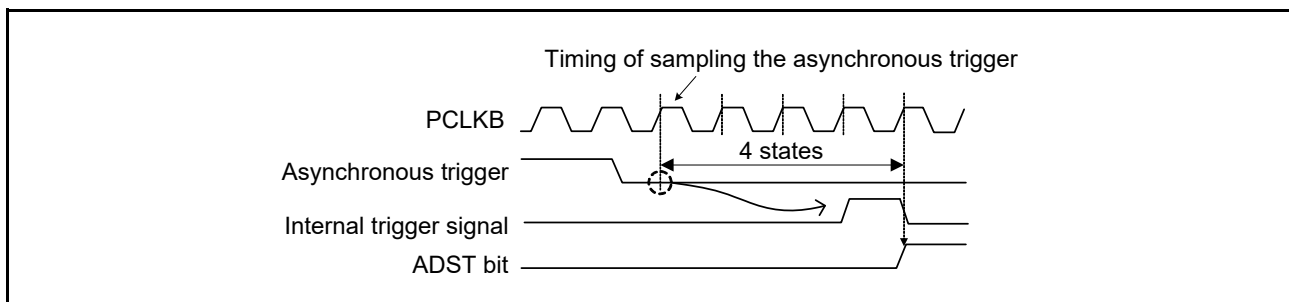 Timing of sampling the asynchronous trigger
PCLKB
4 states
Asynchronous trigger
Internal trigger signal
ADST bit